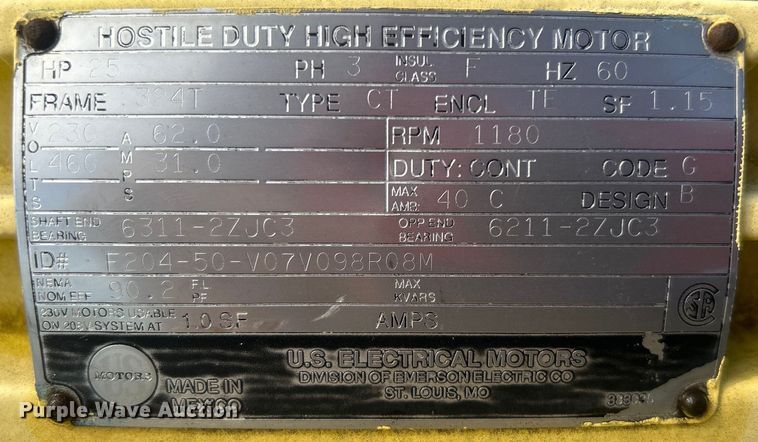 HOSTILE DUTY HIGH EFFICIENCY MOTOR
HP 25 PH 3 INSUL CLASS F HZ 60
FRAME 324T TYPE CT ENCL TE SF 1.15
VOLTS 230 AMPS 62.0 RPM 1180
460 31.0 DUTY: CONT CODE G
MAX AMB: 40 C DESIGN B
SHAFT END BEARING 6311-2ZJC3 OPP END BEARING 6211-2ZJC3
ID# F204-50-V07V098R08M
NEMA NOM EFF 90.2 F.L. PF MAX KVARS
230V MOTORS USABLE ON 208V SYSTEM AT 1.0 SF AMPS
SA
US MOTORS
MADE IN MEXICO
U.S. ELECTRICAL MOTORS
DIVISION OF EMERSON ELECTRIC CO
ST. LOUIS, MO
Purple Wave Auction